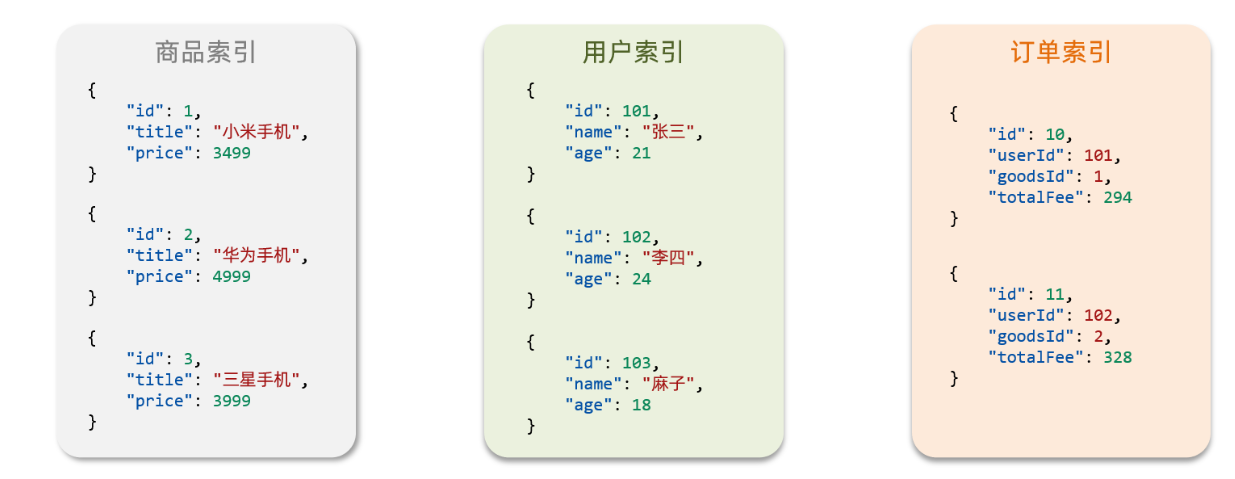 商品索引
{
"id": 1,
"title": "小米手机",
"price": 3499
}
{
"id": 2,
"title": "华为手机",
"price": 4999
}
{
"id": 3,
"title": "三星手机",
"price": 3999
}
用户索引
{
"id": 101,
"name": "张三",
"age": 21
}
{
"id": 102,
"name": "李四",
"age": 24
}
{
"id": 103,
"name": "麻子",
"age": 18
}
订单索引
{
"id": 10,
"userId": 101,
"goodsId": 1,
"totalFee": 294
}
{
"id": 11,
"userId": 102,
"goodsId": 2,
"totalFee": 328
}